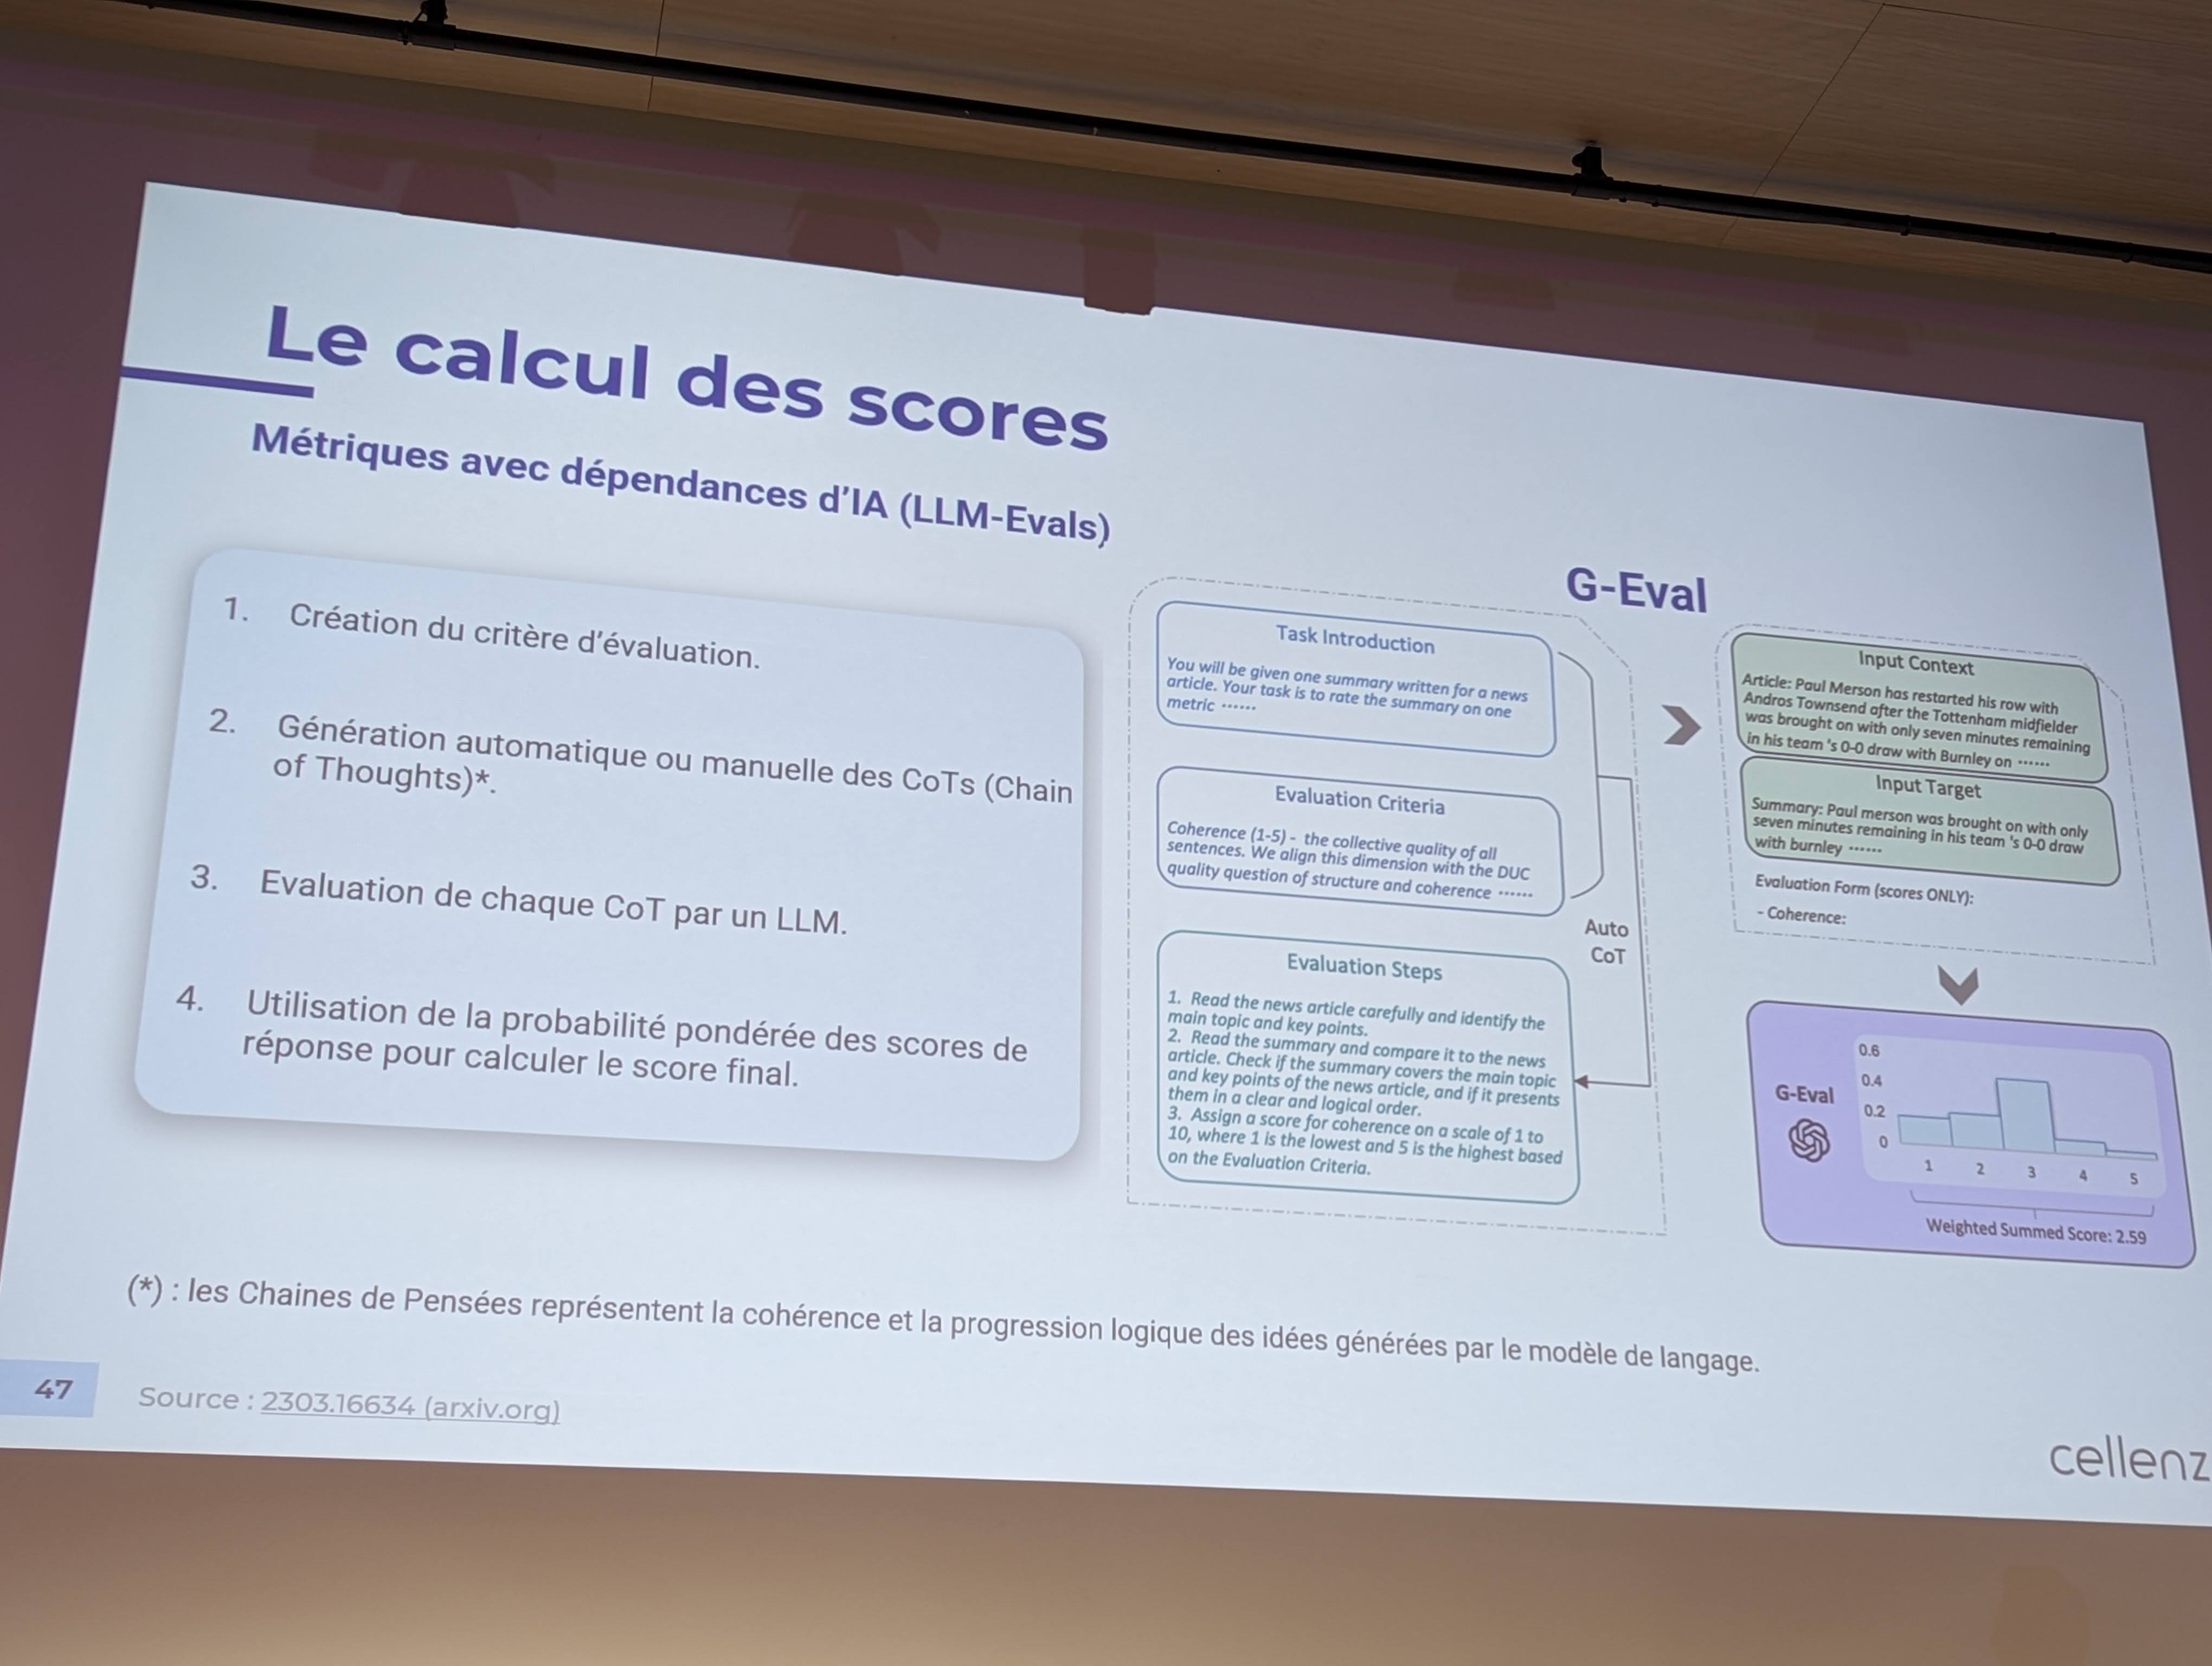 Le calcul des scores
Métriques avec dépendances d'IA (LLM-Evals)
1. Création du critère d'évaluation.
2. Génération automatique ou manuelle des CoTs (Chain
of Thoughts)*.
3. Evaluation de chaque CoT par un LLM.
4. Utilisation de la probabilité pondérée des scores de
réponse pour calculer le score final.
G-Eval
Task Introduction
You will be given one summary written for a news
article. Your task is to rate the summary on one
metric ······
Evaluation Criteria
Coherence (1-5) - the collective quality of all
sentences. We align this dimension with the DUC
quality question of structure and coherence ······
Auto
CoT
Evaluation Steps
1. Read the news article carefully and identify the
main topic and key points.
2. Read the summary and compare it to the news
article. Check if the summary covers the main topic
and key points of the news article, and if it presents
them in a clear and logical order.
3. Assign a score for coherence on a scale of 1 to
10, where 1 is the lowest and 5 is the highest based
on the Evaluation Criteria.
Input Context
Article: Paul Merson has restarted his row with
Andros Townsend after the Tottenham midfielder
was brought on with only seven minutes remaining
in his team 's 0-0 draw with Burnley on ······
Input Target
Summary: Paul merson was brought on with only
seven minutes remaining in his team 's 0-0 draw
with burnley ······
Evaluation Form (scores ONLY):
- Coherence:
G-Eval
0.6
0.4
0.2
0
1 2 3 4 5
Weighted Summed Score: 2.59
(*) : les Chaines de Pensées représentent la cohérence et la progression logique des idées générées par le modèle de langage.
47
Source : 2303.16634 (arxiv.org)
cellenz